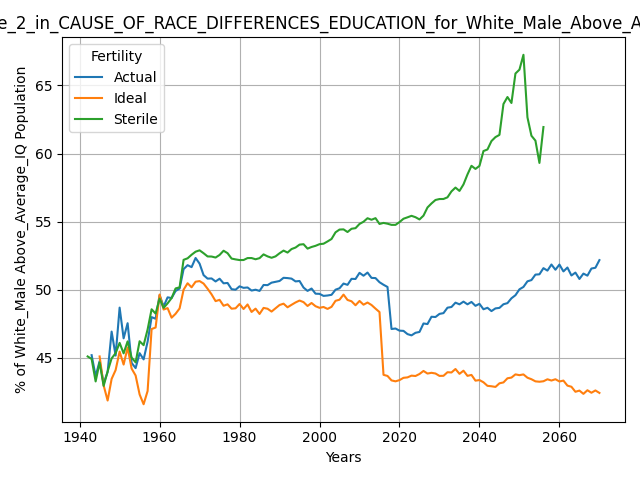 e_2_in_CAUSE_OF_RACE_DIFFERENCES_EDUCATION_for_White_Male_Above_A
Fertility
Actual
Ideal
Sterile
% of White_Male Above_Average_IQ Population
65
60
55
50
45
1940 1960 1980 2000 2020 2040 2060
Years